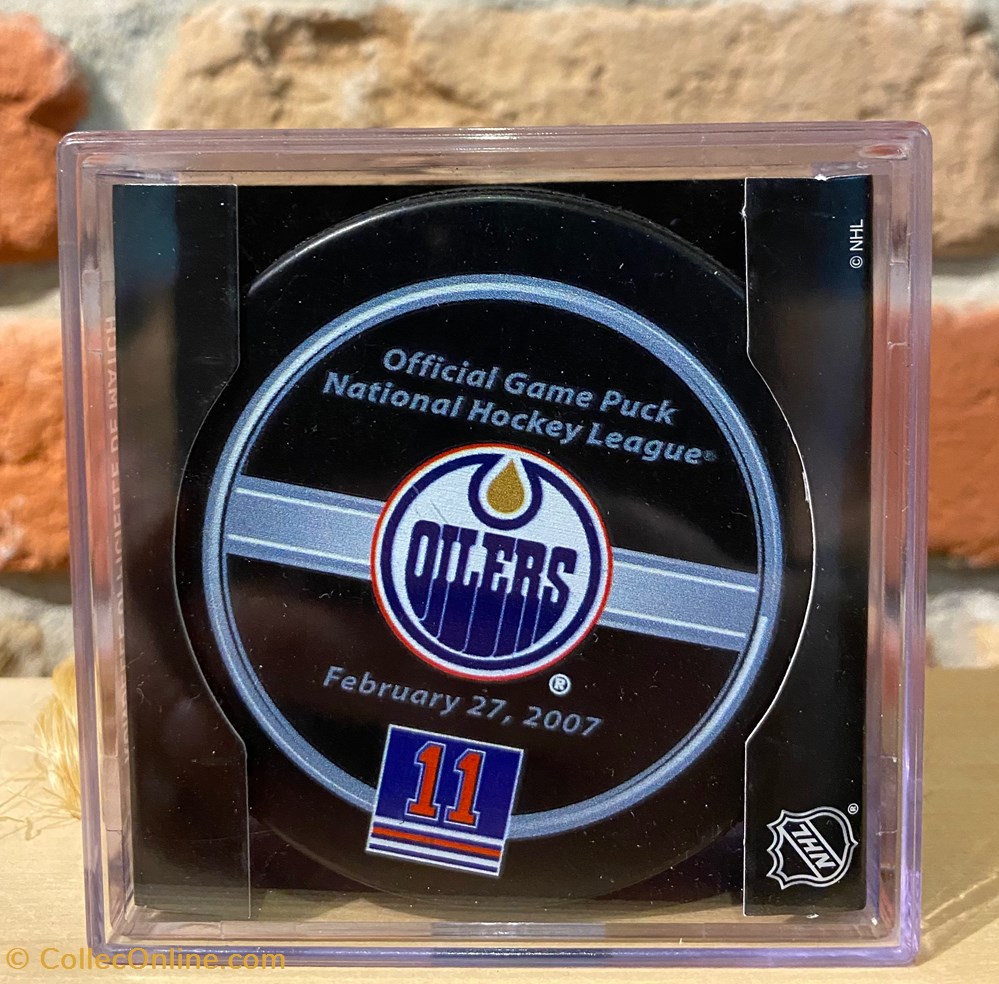 © NHL
Official Game Puck
National Hockey League®
OILERS
®
February 27, 2007
11
NHL
®
© CollecOnline.com